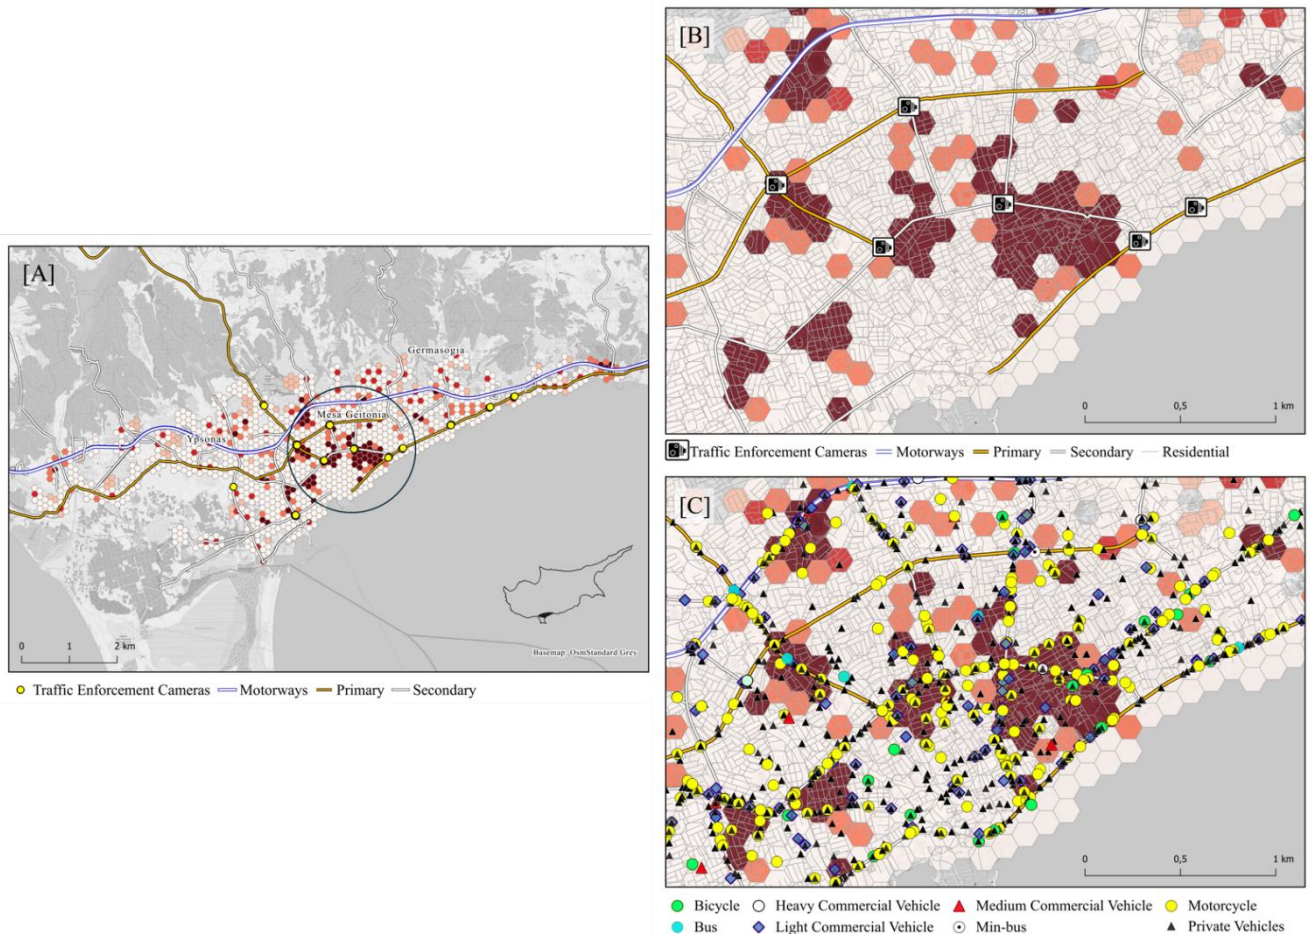 [A]
Germasogia
Mesa Geitonia
Ypsonas
0 1 2 km
Basemap: OsmStandard Grey
Traffic Enforcement Cameras Motorways Primary Secondary
[B]
0 0,5 1 km
Traffic Enforcement Cameras Motorways Primary Secondary Residential
[C]
0 0,5 1 km
Bicycle Heavy Commercial Vehicle Medium Commercial Vehicle Motorcycle
Bus Light Commercial Vehicle Min-bus Private Vehicles